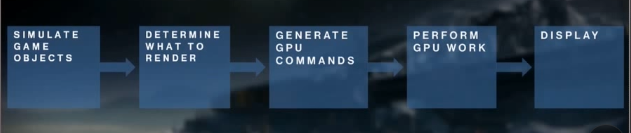 SIMULATE
GAME
OBJECTS
DETERMINE
WHAT TO
RENDER
GENERATE
GPU
COMMANDS
PERFORM
GPU WORK
DISPLAY